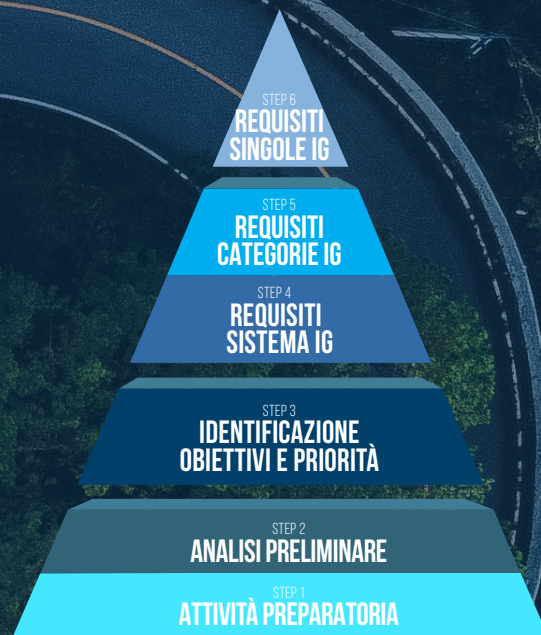 STEP 6
REQUISITI
SINGOLE IG
STEP 5
REQUISITI
CATEGORIE IG
STEP 4
REQUISITI
SISTEMA IG
STEP 3
IDENTIFICAZIONE
OBIETTIVI E PRIORITÀ
STEP 2
ANALISI PRELIMINARE
STEP 1
ATTIVITÀ PREPARATORIA